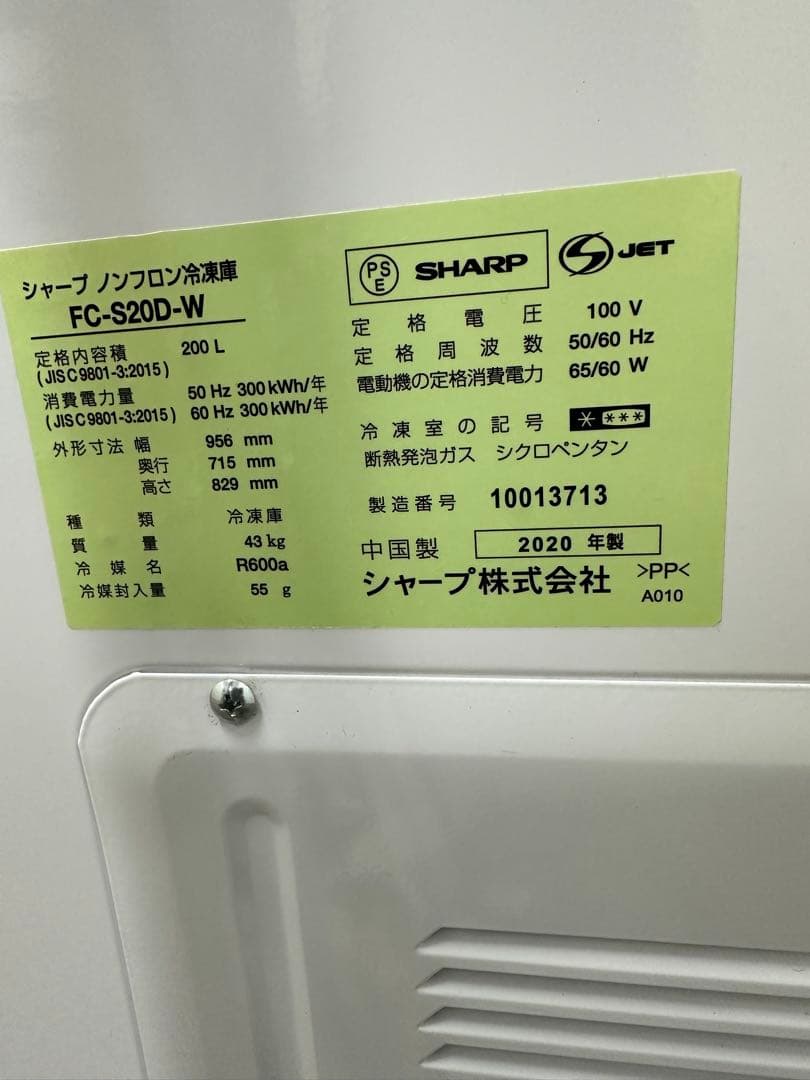 シャープ ノンフロン冷凍庫
FC-S20D-W
定格内容積 200 L
(JIS C 9801-3:2015)
消費電力量 50 Hz 300 kWh/年
(JIS C 9801-3:2015) 60 Hz 300 kWh/年
外形寸法 幅 956 mm
奥行 715 mm
高さ 829 mm
種類 冷凍庫
質量 43 kg
冷媒名 R600a
冷媒封入量 55 g
PSE SHARP S JET
定格電圧 100 V
定格周波数 50/60 Hz
電動機の定格消費電力 65/60 W
冷凍室の記号 * ***
断熱発泡ガス シクロペンタン
製造番号 10013713
中国製 2020 年製
シャープ株式会社 >PP<
A010